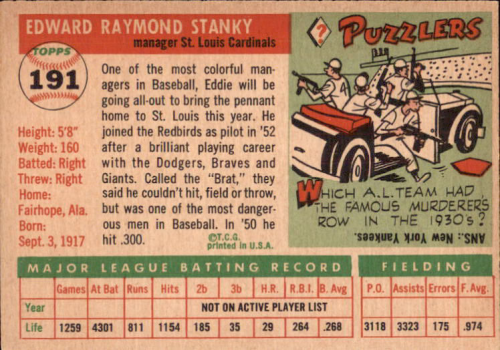 EDWARD RAYMOND STANKY
manager St. Louis Cardinals
TOPPS
191
Height: 5'8"
Weight: 160
Batted: Right
Threw: Right
Home:
Fairhope, Ala.
Born:
Sept. 3, 1917
One of the most colorful man-
agers in Baseball, Eddie will be
going all-out to bring the pennant
home to St. Louis this year. He
joined the Redbirds as pilot in '52
after a brilliant playing career
with the Dodgers, Braves and
Giants. Called the "Brat," they
said he couldn't hit, field or throw,
but was one of the most danger-
ous men in Baseball. In '50 he
hit .300.
©T.C.G.
printed in U.S.A.
?
PUZZLERS
WHICH A.L. TEAM HAD
THE FAMOUS MURDERERS
ROW IN THE 1930's?
ANS.: New York Yankees.
MAJOR LEAGUE BATTING RECORD
FIELDING
Games At Bat Runs Hits 2b 3b H.R. R.B.I. B. Avg P.O. Assists Errors F. Avg.
Year NOT ON ACTIVE PLAYER LIST
Life 1259 4301 811 1154 185 35 29 264 .268 3118 3323 175 .974